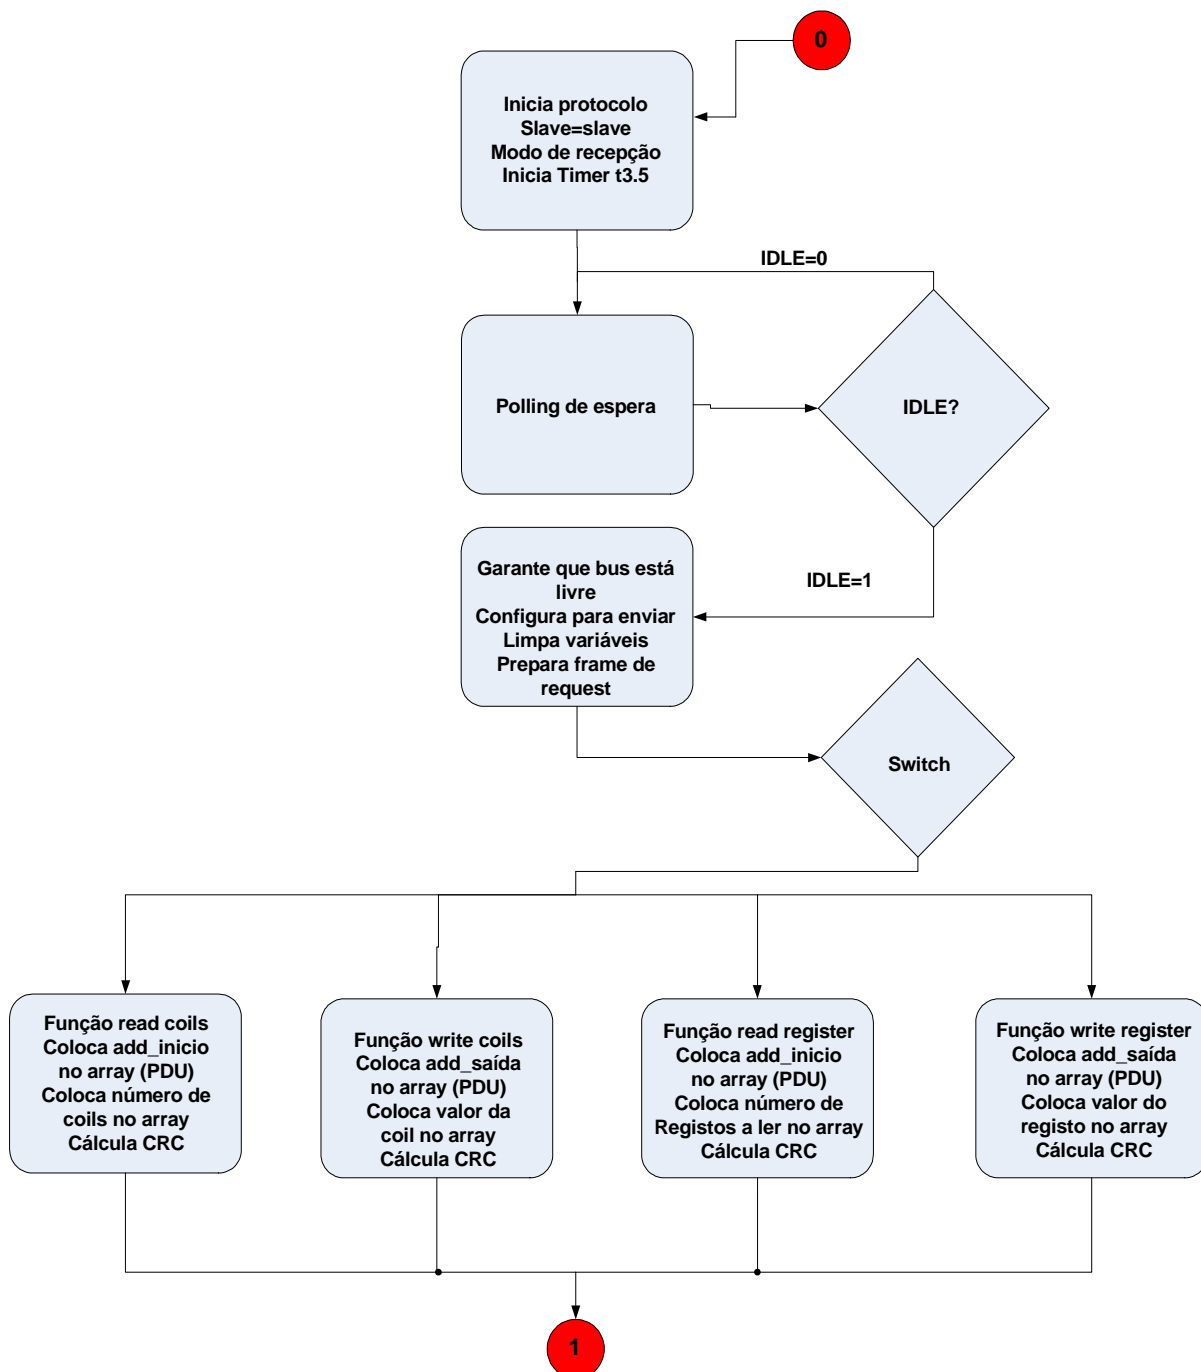 0
Inicia protocolo
Slave=slave
Modo de recepção
Inicia Timer t3.5
IDLE=0
Polling de espera
IDLE?
Garante que bus está
livre
Configura para enviar
Limpa variáveis
Prepara frame de
request
IDLE=1
Switch
Função read coils
Coloca add_inicio
no array (PDU)
Coloca número de
coils no array
Cálcula CRC
Função write coils
Coloca add_saída
no array (PDU)
Coloca valor da
coil no array
Cálcula CRC
Função read register
Coloca add_inicio
no array (PDU)
Coloca número de
Registos a ler no array
Cálcula CRC
Função write register
Coloca add_saída
no array (PDU)
Coloca valor do
registo no array
Cálcula CRC
1